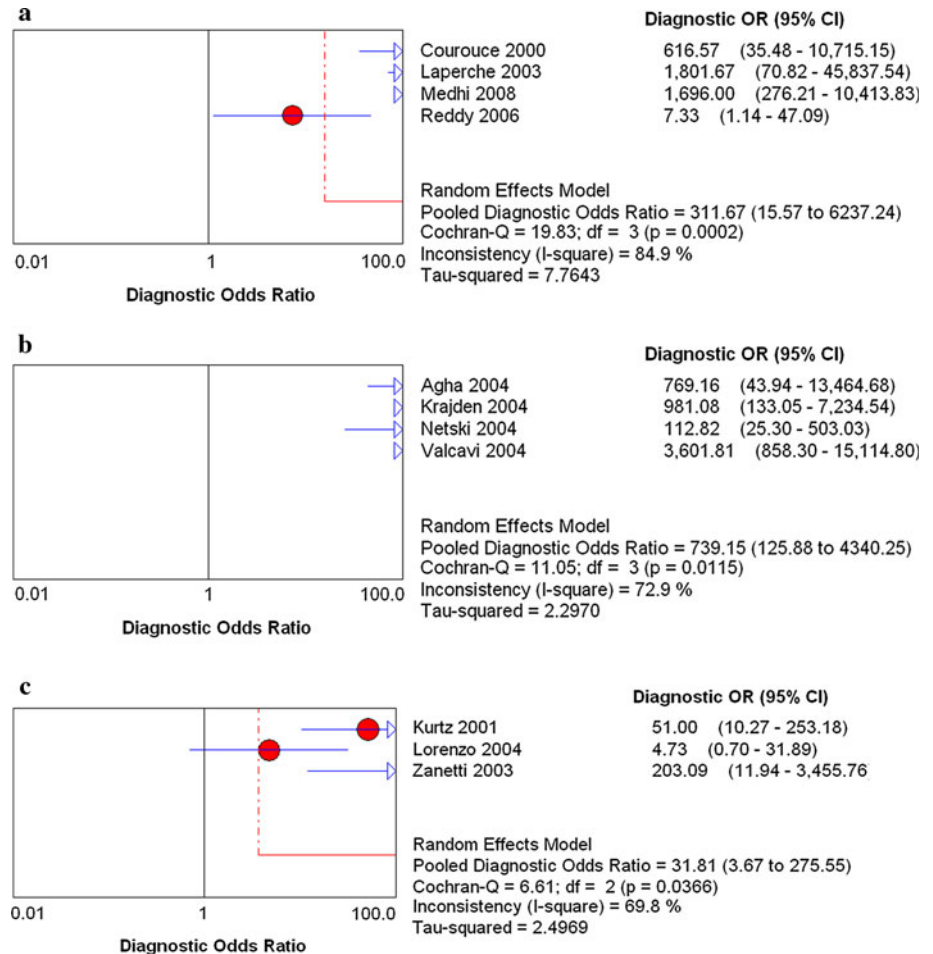 a
Diagnostic OR (95% CI)
Courouce 2000 616.57 (35.48 - 10,715.15)
Laperche 2003 1,801.67 (70.82 - 45,837.54)
Medhi 2008 1,696.00 (276.21 - 10,413.83)
Reddy 2006 7.33 (1.14 - 47.09)
Random Effects Model
Pooled Diagnostic Odds Ratio = 311.67 (15.57 to 6237.24)
Cochran-Q = 19.83; df = 3 (p = 0.0002)
Inconsistency (I-square) = 84.9 %
Tau-squared = 7.7643
0.01 1 100.0
Diagnostic Odds Ratio
b
Diagnostic OR (95% CI)
Agha 2004 769.16 (43.94 - 13,464.68)
Krajden 2004 981.08 (133.05 - 7,234.54)
Netski 2004 112.82 (25.30 - 503.03)
Valcavi 2004 3,601.81 (858.30 - 15,114.80)
Random Effects Model
Pooled Diagnostic Odds Ratio = 739.15 (125.88 to 4340.25)
Cochran-Q = 11.05; df = 3 (p = 0.0115)
Inconsistency (I-square) = 72.9 %
Tau-squared = 2.2970
0.01 1 100.0
Diagnostic Odds Ratio
c
Diagnostic OR (95% CI)
Kurtz 2001 51.00 (10.27 - 253.18)
Lorenzo 2004 4.73 (0.70 - 31.89)
Zanetti 2003 203.09 (11.94 - 3,455.76)
Random Effects Model
Pooled Diagnostic Odds Ratio = 31.81 (3.67 to 275.55)
Cochran-Q = 6.61; df = 2 (p = 0.0366)
Inconsistency (I-square) = 69.8 %
Tau-squared = 2.4969
0.01 1 100.0
Diagnostic Odds Ratio